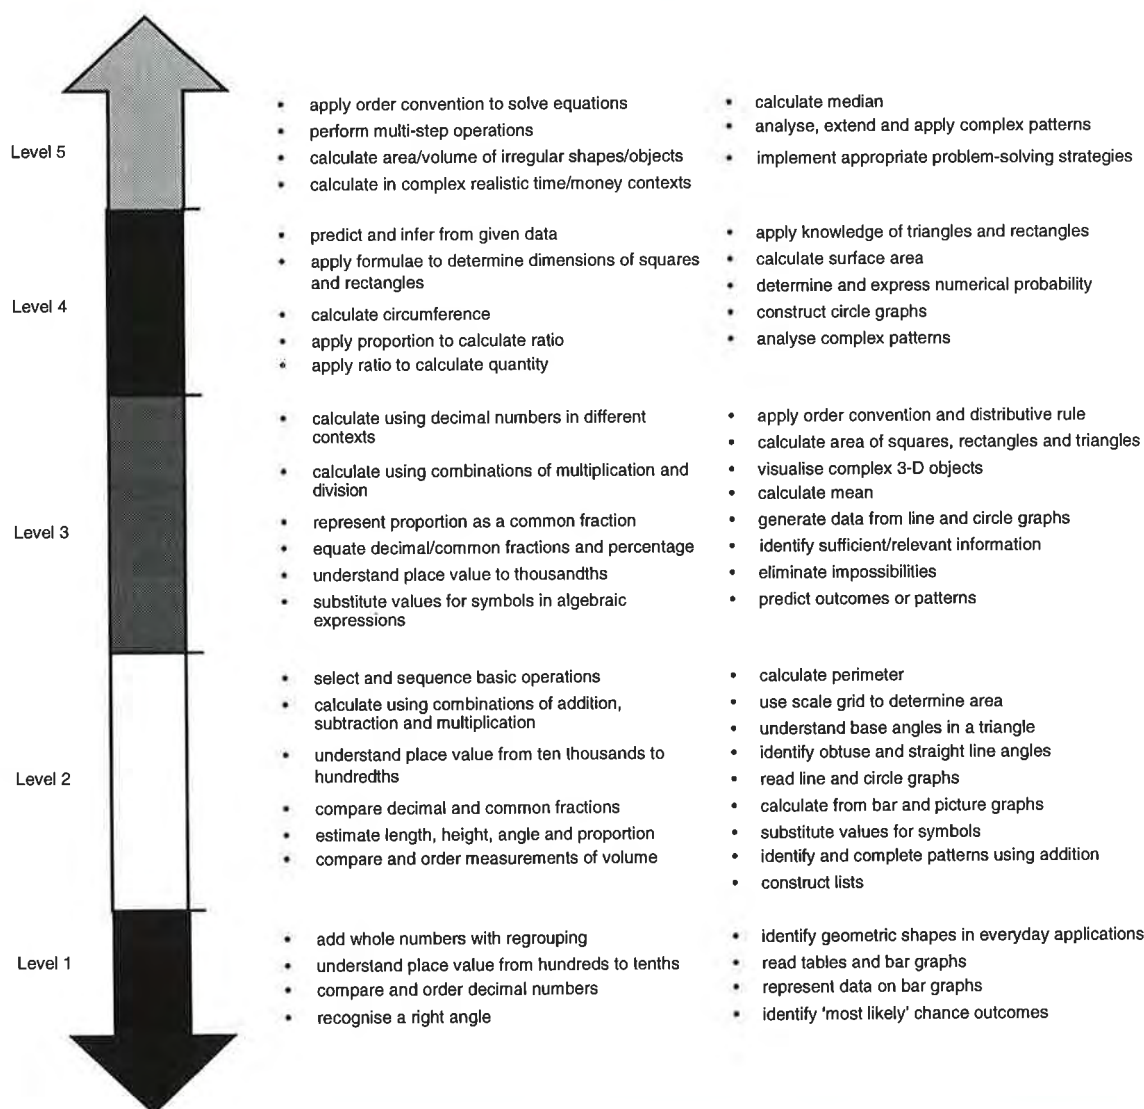 Level 5
• apply order convention to solve equations
• perform multi-step operations
• calculate area/volume of irregular shapes/objects
• calculate in complex realistic time/money contexts
• calculate median
• analyse, extend and apply complex patterns
• implement appropriate problem-solving strategies
Level 4
• predict and infer from given data
• apply formulae to determine dimensions of squares
and rectangles
• calculate circumference
• apply proportion to calculate ratio
• apply ratio to calculate quantity
• apply knowledge of triangles and rectangles
• calculate surface area
• determine and express numerical probability
• construct circle graphs
• analyse complex patterns
Level 3
• calculate using decimal numbers in different
contexts
• calculate using combinations of multiplication and
division
• represent proportion as a common fraction
• equate decimal/common fractions and percentage
• understand place value to thousandths
• substitute values for symbols in algebraic
expressions
• apply order convention and distributive rule
• calculate area of squares, rectangles and triangles
• visualise complex 3-D objects
• calculate mean
• generate data from line and circle graphs
• identify sufficient/relevant information
• eliminate impossibilities
• predict outcomes or patterns
Level 2
• select and sequence basic operations
• calculate using combinations of addition,
subtraction and multiplication
• understand place value from ten thousands to
hundredths
• compare decimal and common fractions
• estimate length, height, angle and proportion
• compare and order measurements of volume
• calculate perimeter
• use scale grid to determine area
• understand base angles in a triangle
• identify obtuse and straight line angles
• read line and circle graphs
• calculate from bar and picture graphs
• substitute values for symbols
• identify and complete patterns using addition
• construct lists
Level 1
• add whole numbers with regrouping
• understand place value from hundreds to tenths
• compare and order decimal numbers
• recognise a right angle
• identify geometric shapes in everyday applications
• read tables and bar graphs
• represent data on bar graphs
• identify 'most likely' chance outcomes